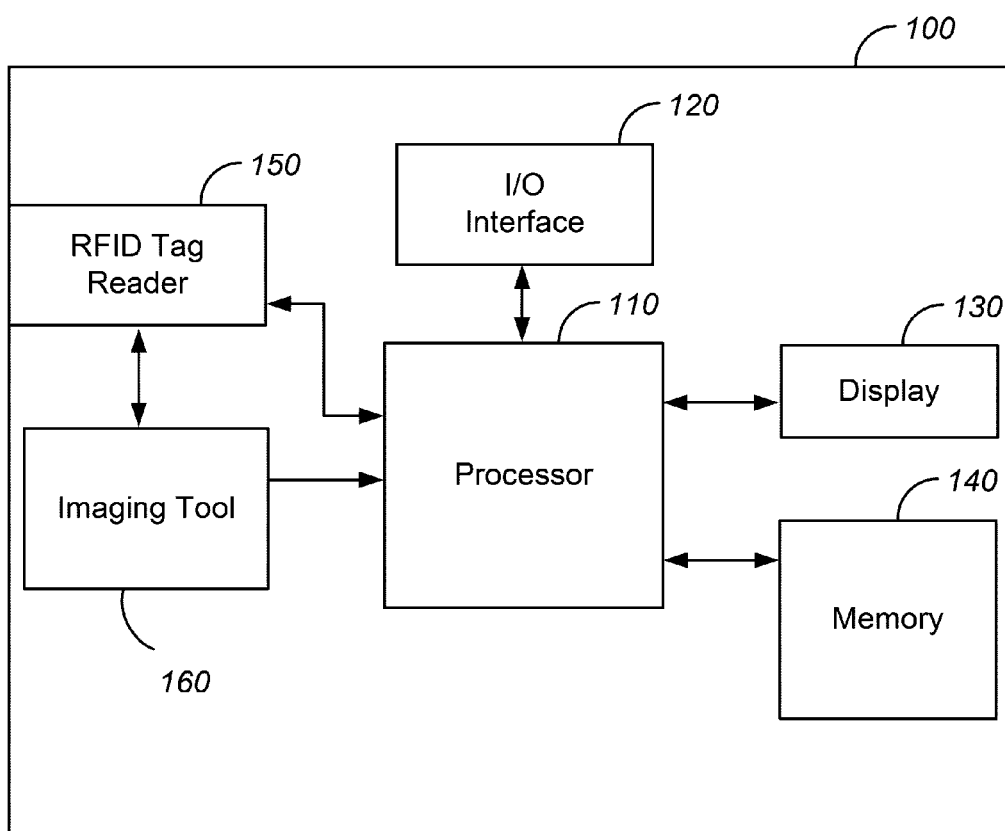 100
120
I/O
Interface
150
RFID Tag
Reader
110
130
Display
Processor
Imaging Tool
140
Memory
160